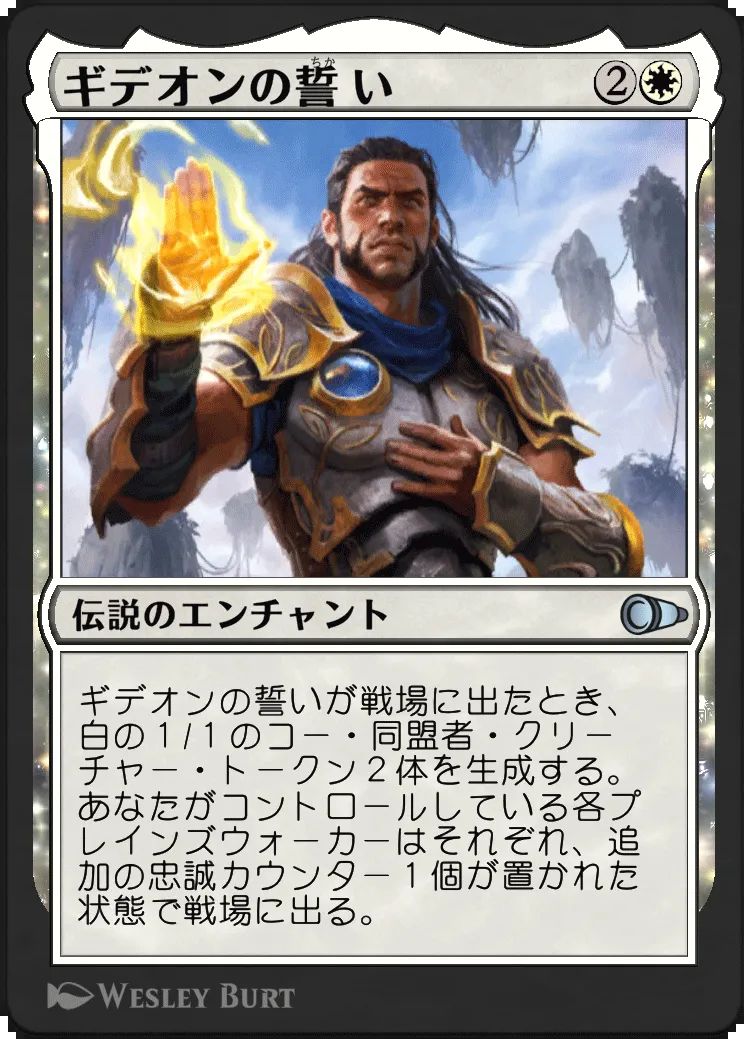 ちか
ギデオンの誓い
2
伝説のエンチャント
ギデオンの誓いが戦場に出たとき、
白の1/1のコー・同盟者・クリー
チャー・トークン2体を生成する。
あなたがコントロールしている各プ
レインズウォーカーはそれぞれ、追
加の忠誠カウンター1個が置かれた
状態で戦場に出る。
WESLEY BURT